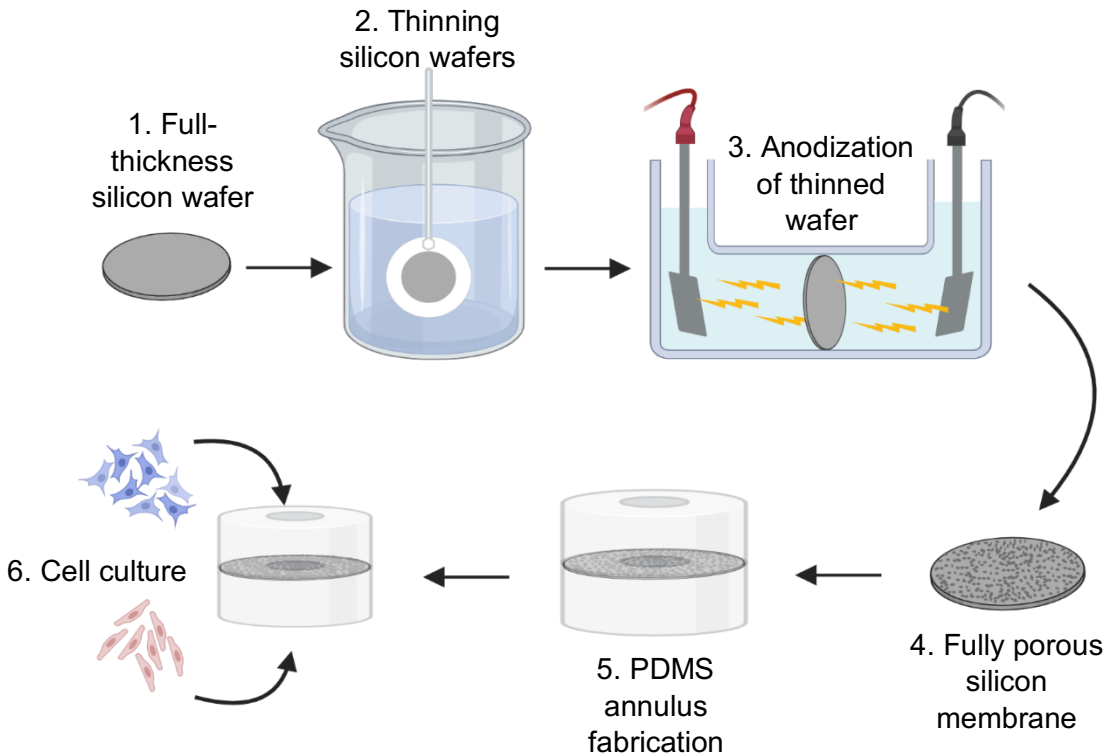 1. Full-
thickness
silicon wafer
2. Thinning
silicon wafers
3. Anodization
of thinned
wafer
4. Fully porous
silicon
membrane
5. PDMS
annulus
fabrication
6. Cell culture